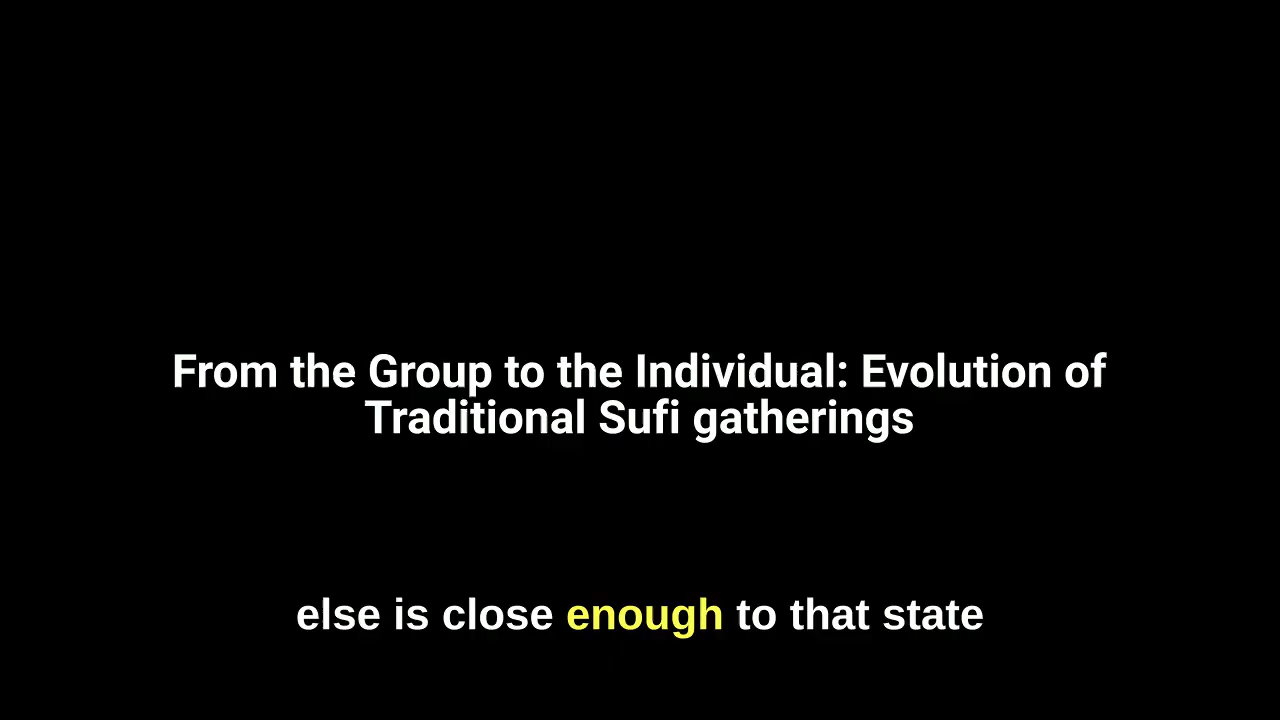 From the Group to the Individual: Evolution of
Traditional Sufi gatherings
else is close enough to that state